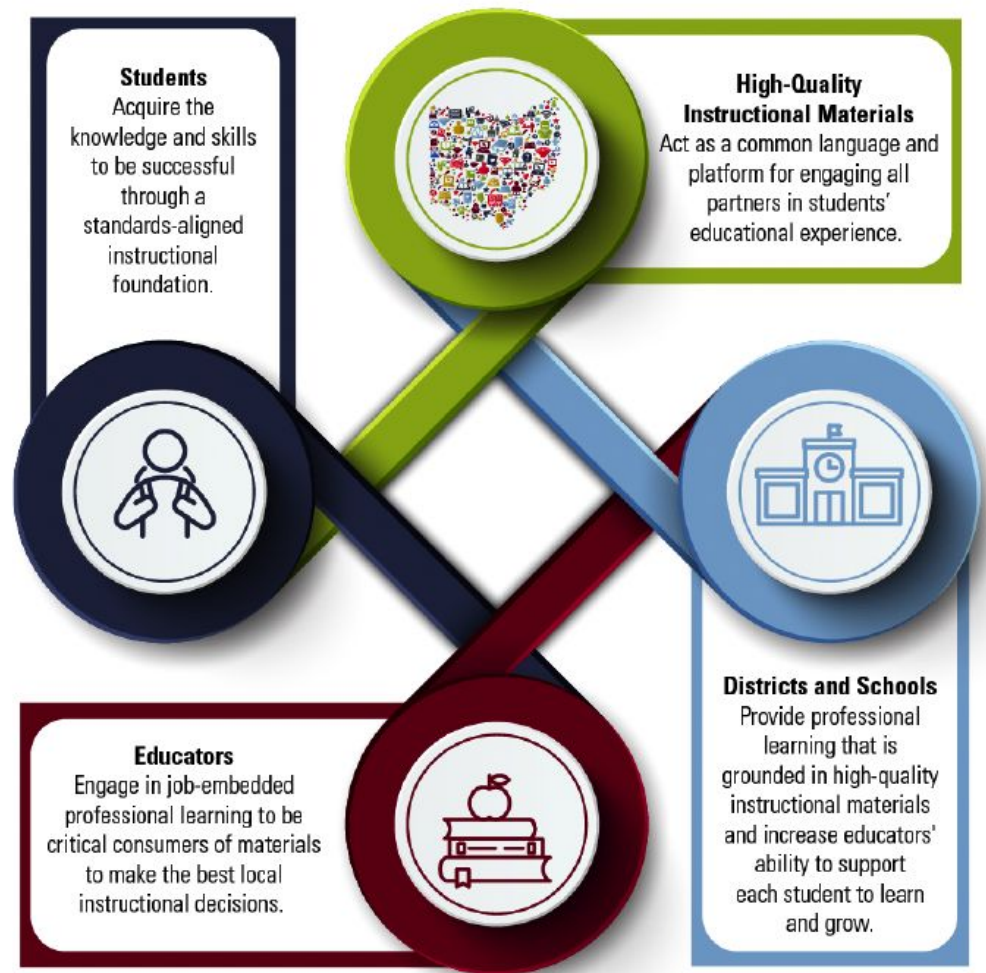 Students
Acquire the
knowledge and skills
to be successful
through a
standards-aligned
instructional
foundation.
High-Quality
Instructional Materials
Act as a common language and
platform for engaging all
partners in students'
educational experience.
Educators
Engage in job-embedded
professional learning to be
critical consumers of materials
to make the best local
instructional decisions.
Districts and Schools
Provide professional
learning that is
grounded in high-quality
instructional materials
and increase educators'
ability to support
each student to learn
and grow.